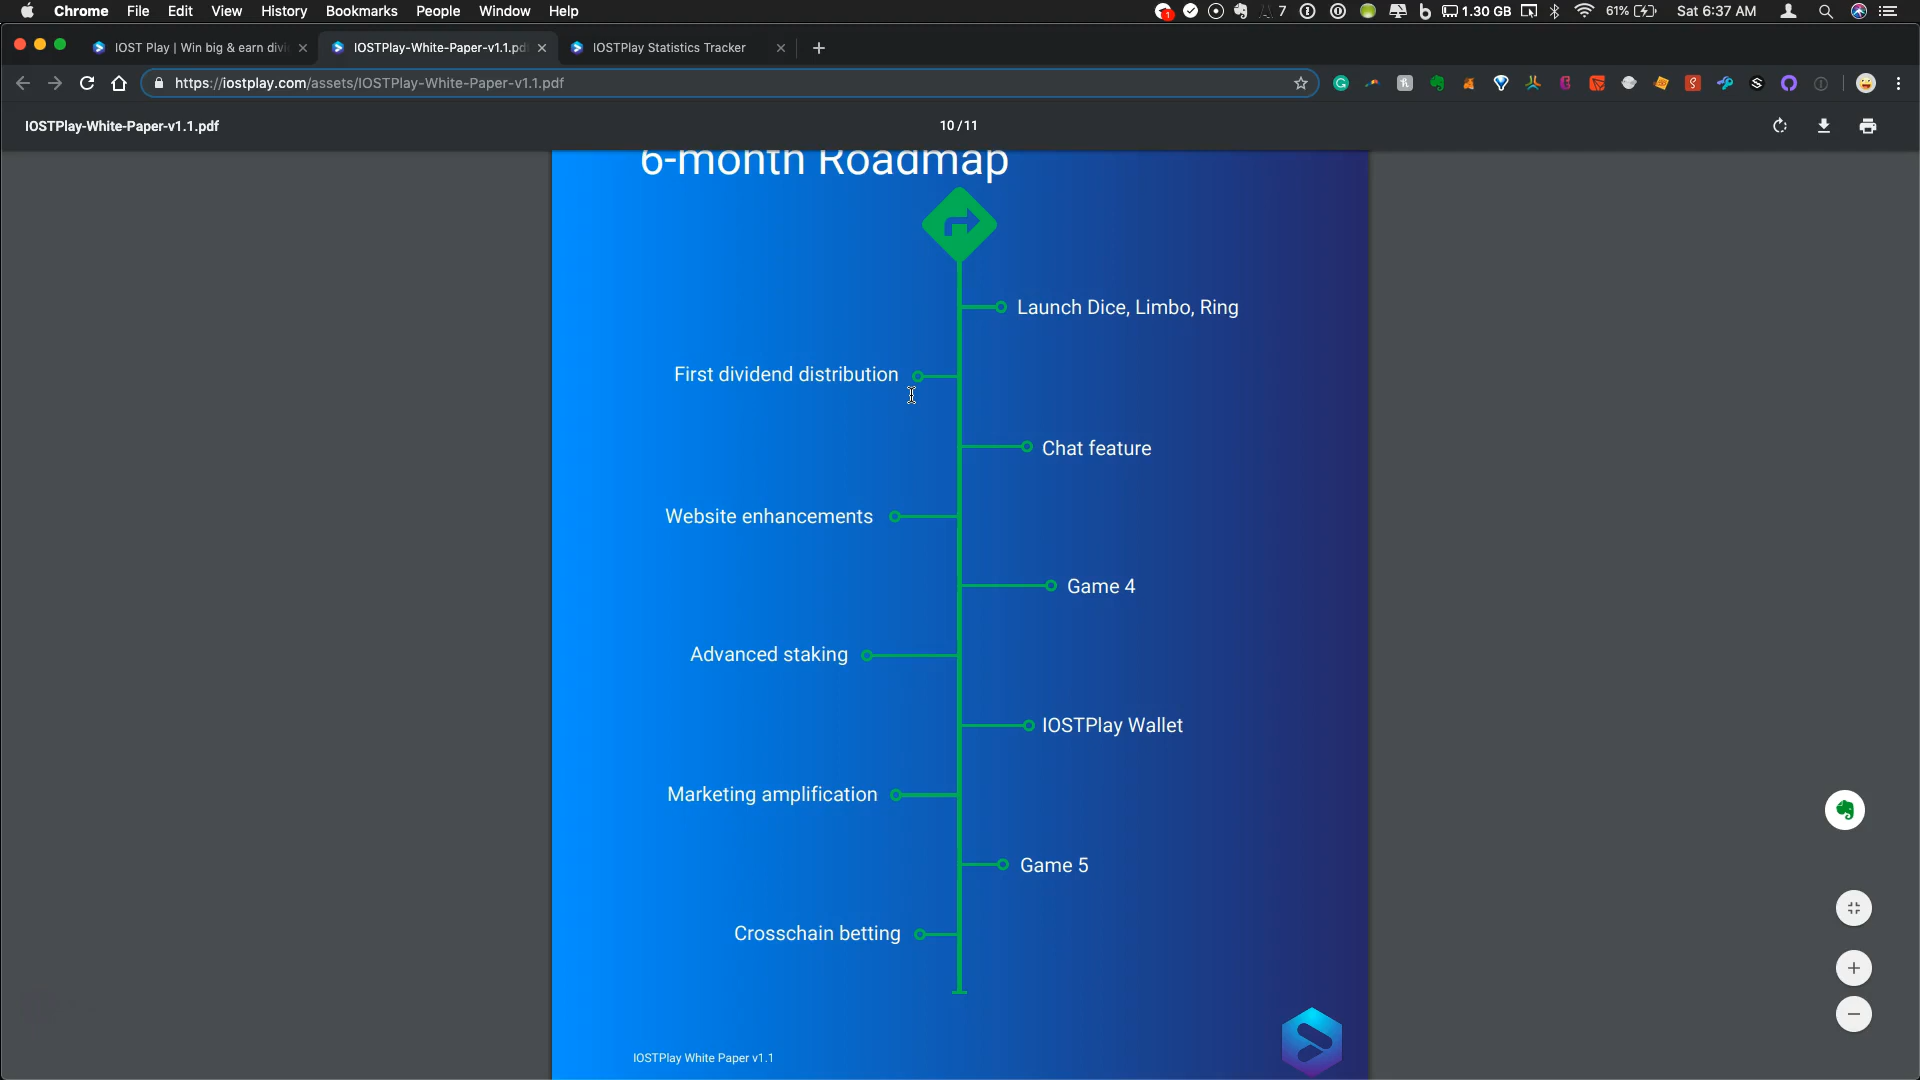 Chrome File Edit View History Bookmarks People Window Help
1 7 1.30 GB 61% Sat 6:37 AM
IOST Play | Win big & earn divi
IOSTPlay-White-Paper-v1.1.pd
IOSTPlay Statistics Tracker
https://iostplay.com/assets/IOSTPlay-White-Paper-v1.1.pdf
IOSTPlay-White-Paper-v1.1.pdf
10 / 11
6-month Roadmap
Launch Dice, Limbo, Ring
First dividend distribution
Chat feature
Website enhancements
Game 4
Advanced staking
IOSTPlay Wallet
Marketing amplification
Game 5
Crosschain betting
IOSTPlay White Paper v1.1